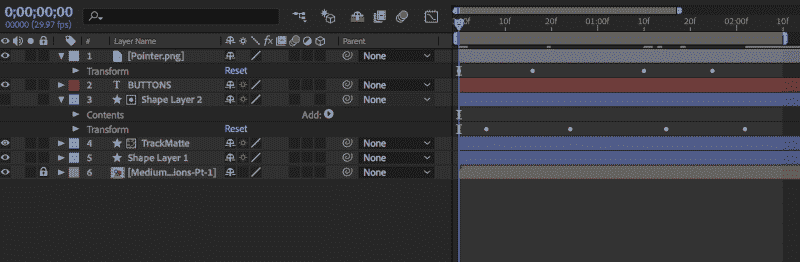 0;00;00;00
00000 (29.97 fps)
:00f 10f 20f 01:00f 10f 20f 02:00f 10f
# Layer Name fx Parent
1 [Pointer.png] None
Transform Reset
2 T BUTTONS None
3 Shape Layer 2 None
Contents Add:
Transform Reset
4 TrackMatte None
5 Shape Layer 1 None
6 [Medium...ions-Pt-1] None